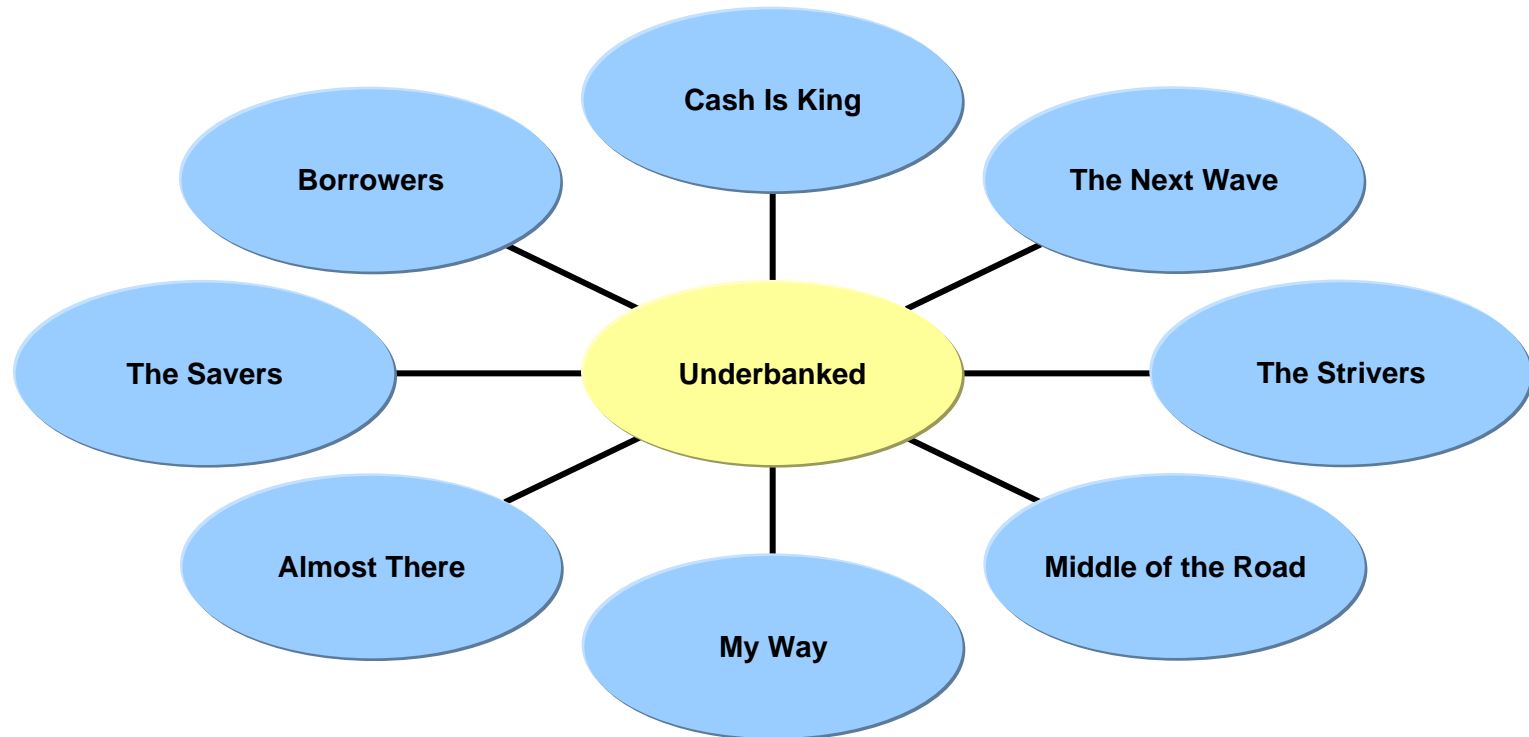 Cash Is King
Borrowers
The Next Wave
The Savers
Underbanked
The Strivers
Almost There
Middle of the Road
My Way